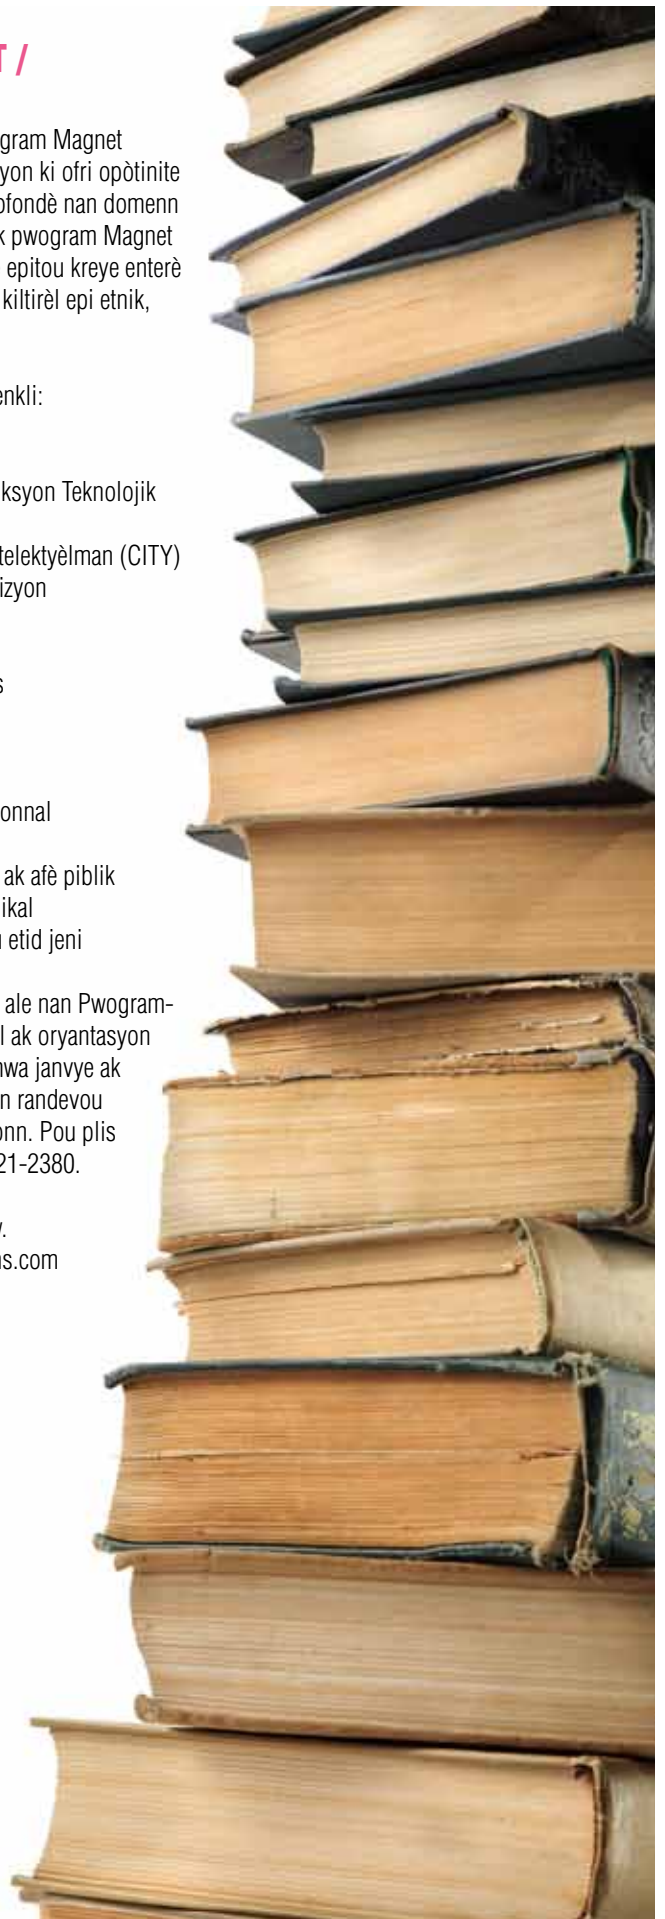 T /
gram Magnet
yon ki ofri opòtinite
ofondè nan domenn
k pwogram Magnet
epitou kreye enterè
kiltirèl epi etnik,
enkli:
ksyon Teknolojik
telektyèlman (CITY)
izyon
s
onnal
ak afè piblik
ikal
etid jeni
ale nan Pwogram-
l ak oryantasyon
nwa janvye ak
n randevou
onn. Pou plis
21-2380.
.
ns.com